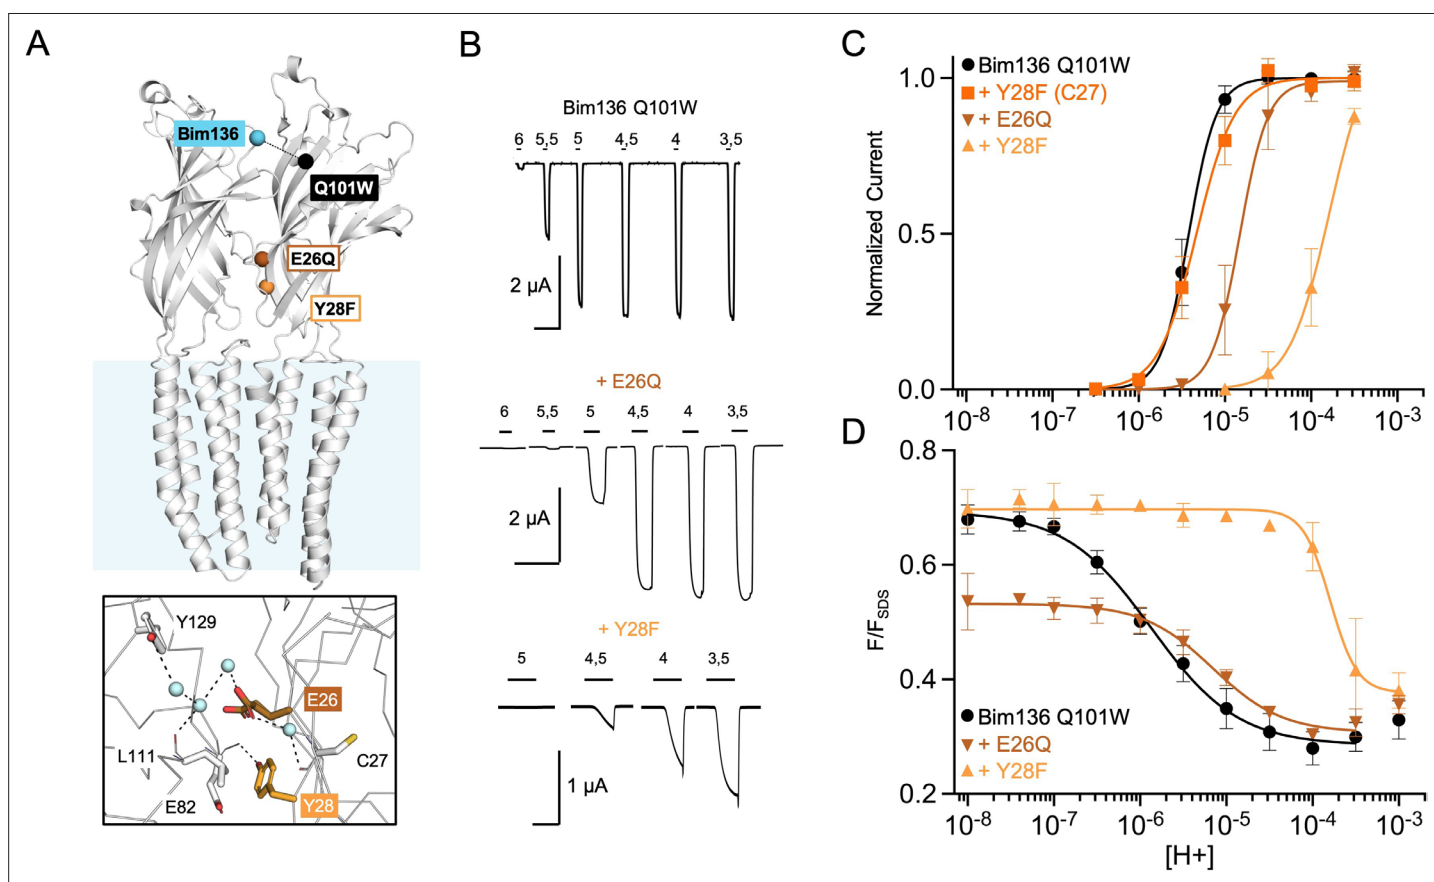 A
Bim136
Q101W
E26Q
Y28F
Y129
E26
L111
C27
E82
Y28
B
Bim136 Q101W
6 5,5 5 4,5 4 3,5
2 µA
+ E26Q
6 5,5 5 4,5 4 3,5
2 µA
+ Y28F
5 4,5 4 3,5
1 µA
C
Bim136 Q101W
+ Y28F (C27)
+ E26Q
+ Y28F
Normalized Current
1.0
0.5
0.0
10-8 10-7 10-6 10-5 10-4 10-3
D
F/FSDS
0.8
0.6
0.4
0.2
Bim136 Q101W
+ E26Q
+ Y28F
10-8 10-7 10-6 10-5 10-4 10-3
[H+]